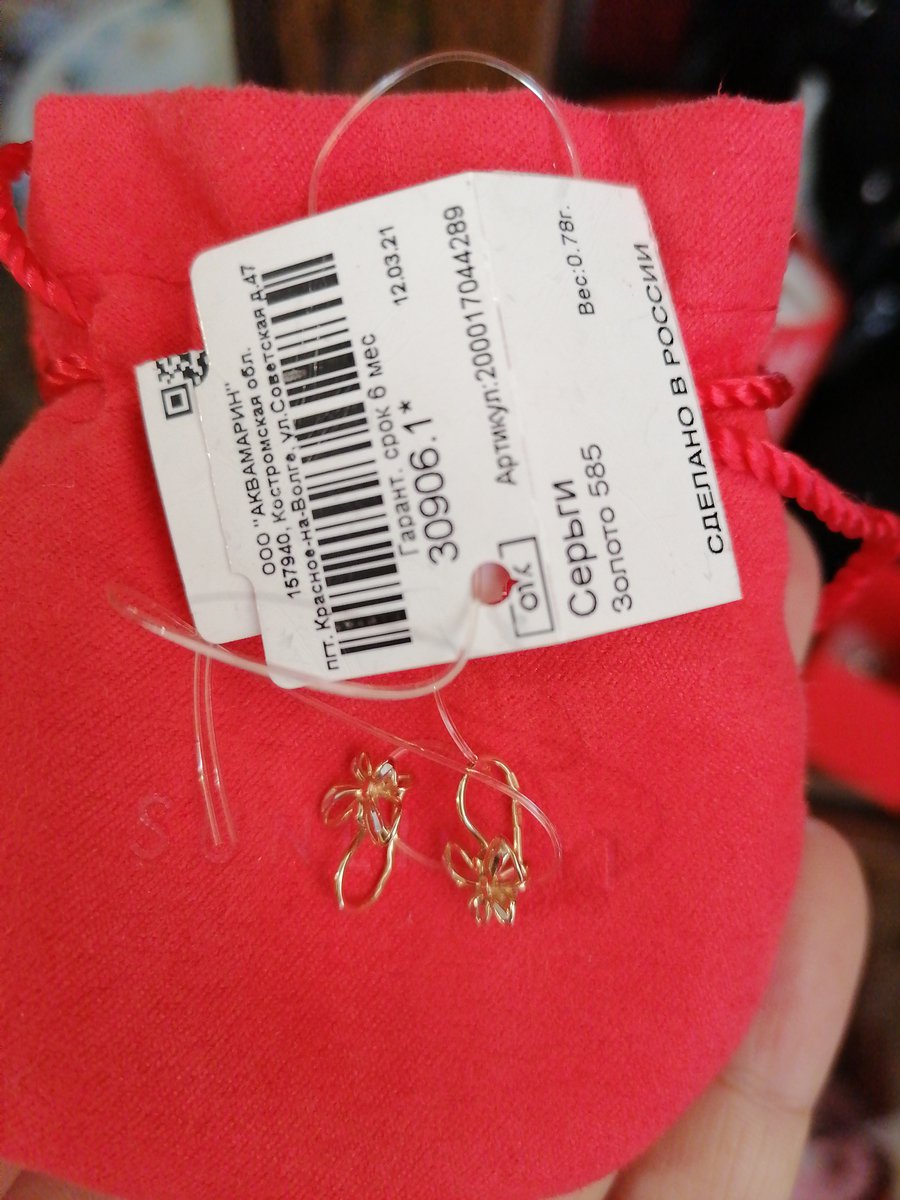 ООО "АКВАМАРИН"
157940, Костромская обл.
пгт. Красное-на-Волге, ул.Советская д.47
12.03.21
Гарант. срок 6 мес
30906.1*
Артикул:200017044289
ОТК
Серьги
Вес:0.78г.
Золото 585
СДЕЛАНО В РОССИИ